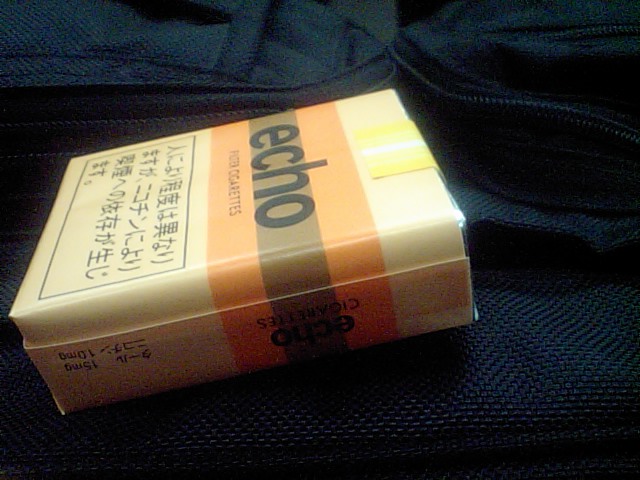 echo
FILTER CIGARETTES
人により程度は異なり
ますが、ニコチンにより
喫煙への依存が生じ
ます。
echo
CIGARETTES
タール 15mg
ニコチン 1.0mg